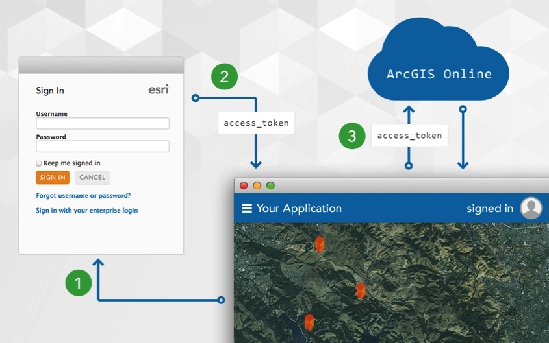 Sign In
esri
Username
Password
Keep me signed in
SIGN IN
CANCEL
Forgot username or password?
Sign in with your enterprise login
1
2
access_token
3
access_token
ArcGIS Online
Your Application
signed in